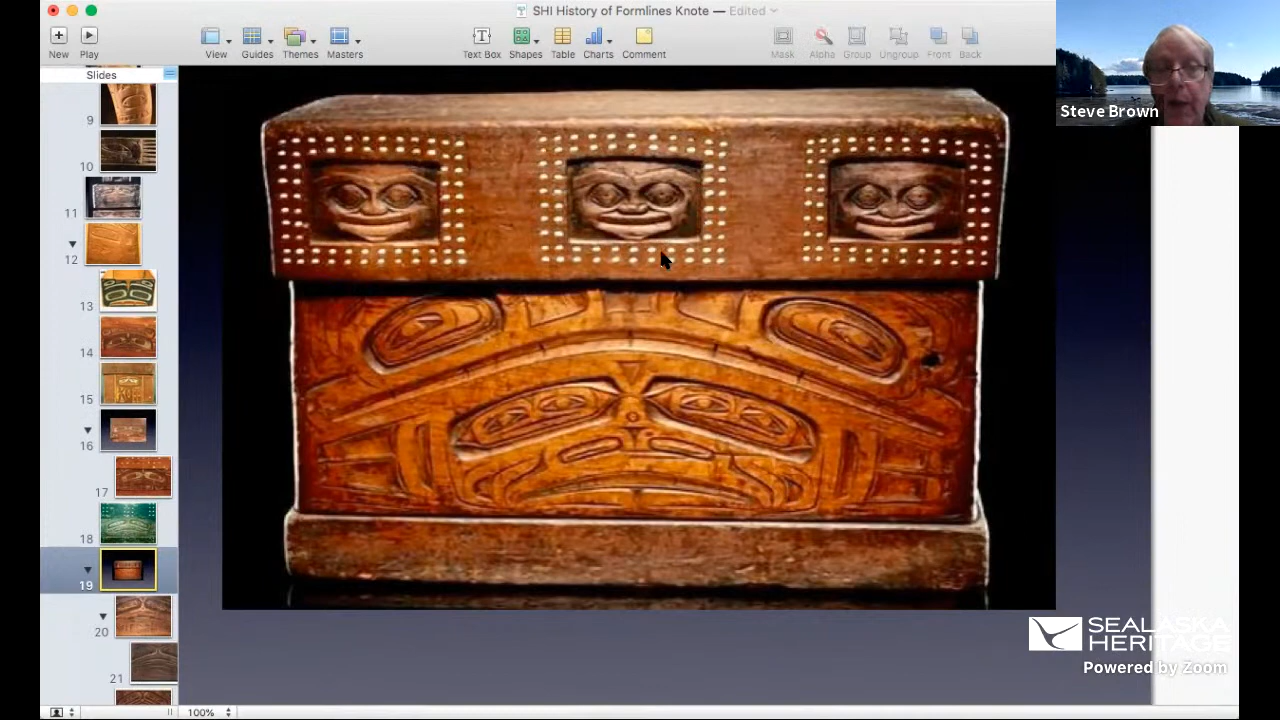 SHI History of Formlines Knote — Edited
New Play View Guides Themes Masters Text Box Shapes Table Charts Comment Mask Alpha Group Ungroup Front Back
Steve Brown
Slides
9
10
11
12
13
14
15
16
17
18
19
20
21
SEALASKA
HERITAGE
Powered by Zoom
100%